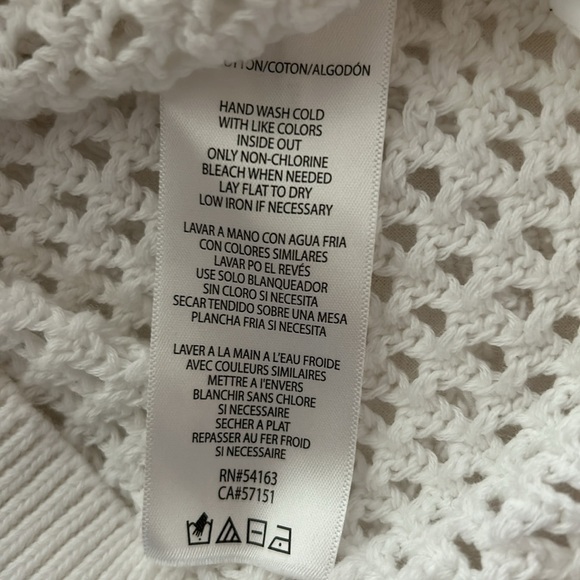 COTTON/COTON/ALGODÓN
HAND WASH COLD
WITH LIKE COLORS
INSIDE OUT
ONLY NON-CHLORINE
BLEACH WHEN NEEDED
LAY FLAT TO DRY
LOW IRON IF NECESSARY
LAVAR A MANO CON AGUA FRIA
CON COLORES SIMILARES
LAVAR PO EL REVÉS
USE SOLO BLANQUEADOR
SIN CLORO SI NECESITA
SECAR TENDIDO SOBRE UNA MESA
PLANCHA FRIA SI NECESITA
LAVER A LA MAIN A L'EAU FROIDE
AVEC COULEURS SIMILAIRES
METTRE A L'ENVERS
BLANCHIR SANS CHLORE
SI NECESSAIRE
SECHER A PLAT
REPASSER AU FER FROID
SI NECESSAIRE
RN#54163
CA#57151